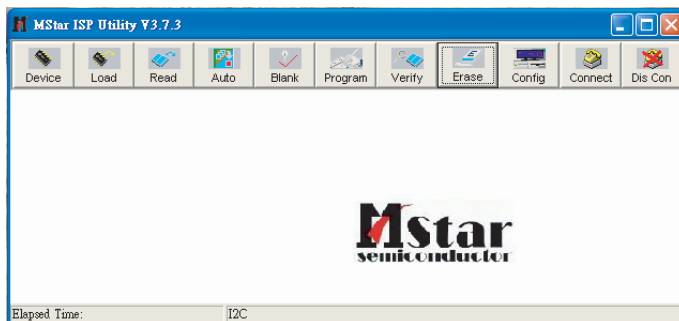 MStar ISP Utility V3.7.3
Device Load Read Auto Blank Program Verify Erase Config Connect Dis Con
MStar
semiconductor
Elapsed Time: I2C